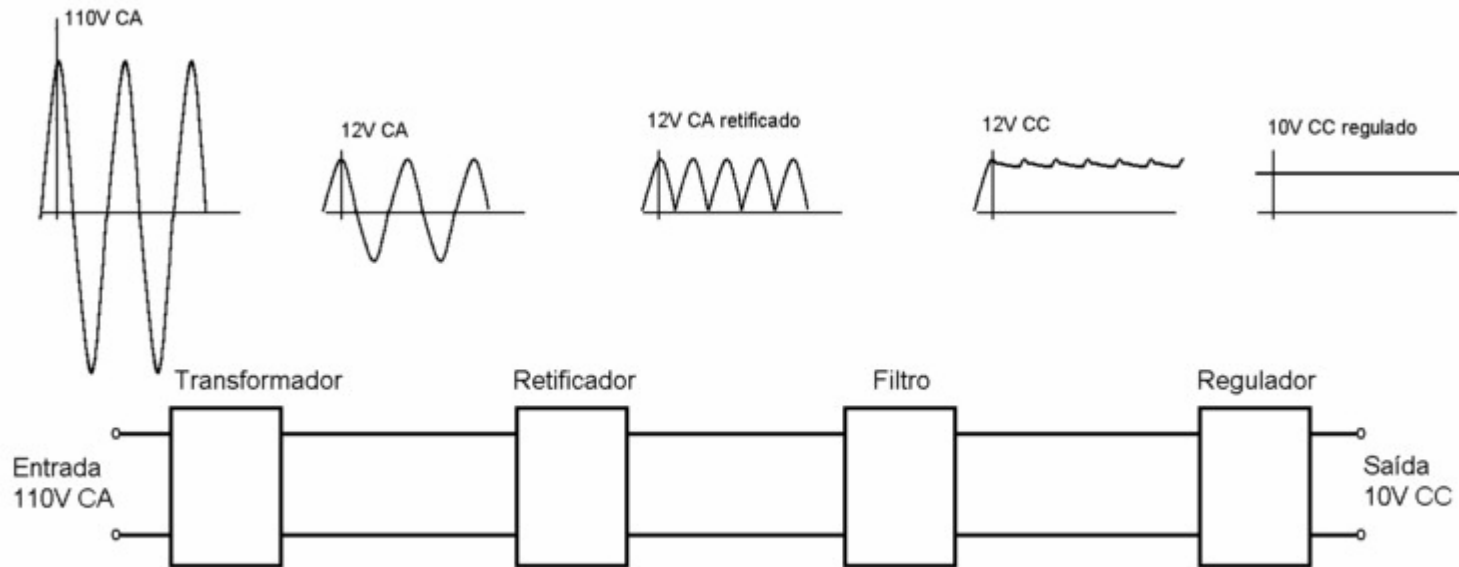 110V CA
12V CA
12V CA retificado
12V CC
10V CC regulado
Transformador
Retificador
Filtro
Regulador
Entrada
110V CA
Saída
10V CC